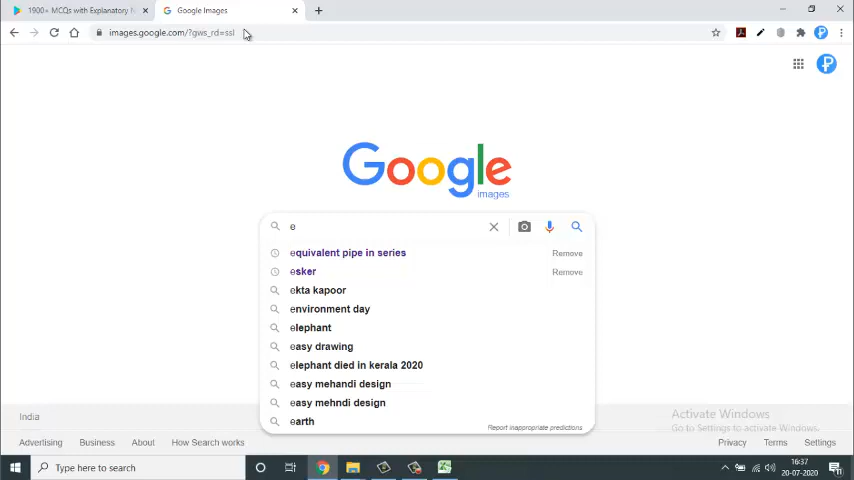 1900+ MCQs with Explanatory N
Google Images
images.google.com/?gws_rd=ssl
Google
images
e
equivalent pipe in series Remove
esker Remove
ekta kapoor
environment day
elephant
easy drawing
elephant died in kerala 2020
easy mehandi design
easy mehndi design
earth
Report inappropriate predictions
India
Activate Windows
Go to Settings to activate Windows.
Advertising Business About How Search works Privacy Terms Settings
Type here to search
16:37
20-07-2020